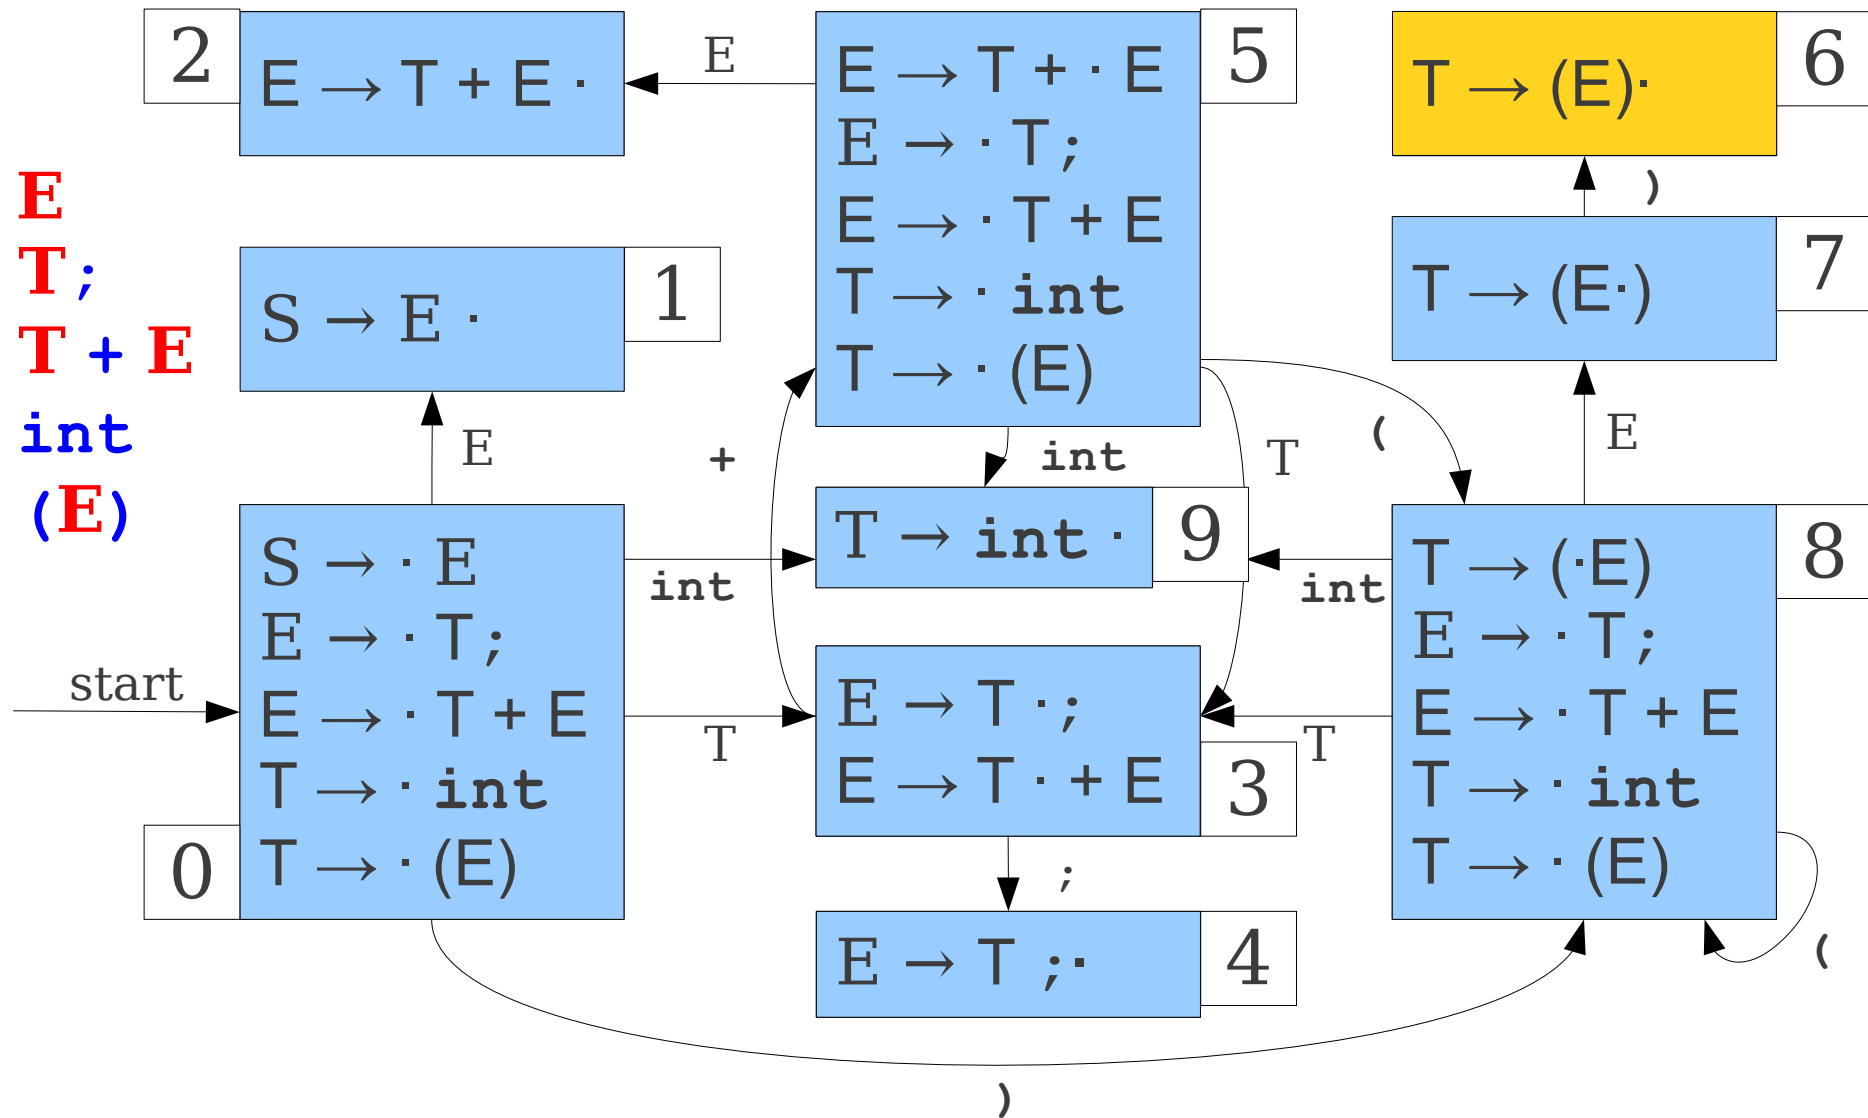 E
T ;
T + E
int
(E)
start
2
E → T + E ·
E
5
E → T + · E
E → · T ;
E → · T + E
T → · int
T → · (E)
6
T → (E)·
)
1
S → E ·
E
7
T → (E·)
E
+
int
T
(
9
T → int ·
int
int
0
S → · E
E → · T ;
E → · T + E
T → · int
T → · (E)
T
3
E → T · ;
E → T · + E
T
8
T → (·E)
E → · T ;
E → · T + E
T → · int
T → · (E)
;
4
E → T ;·
(
)